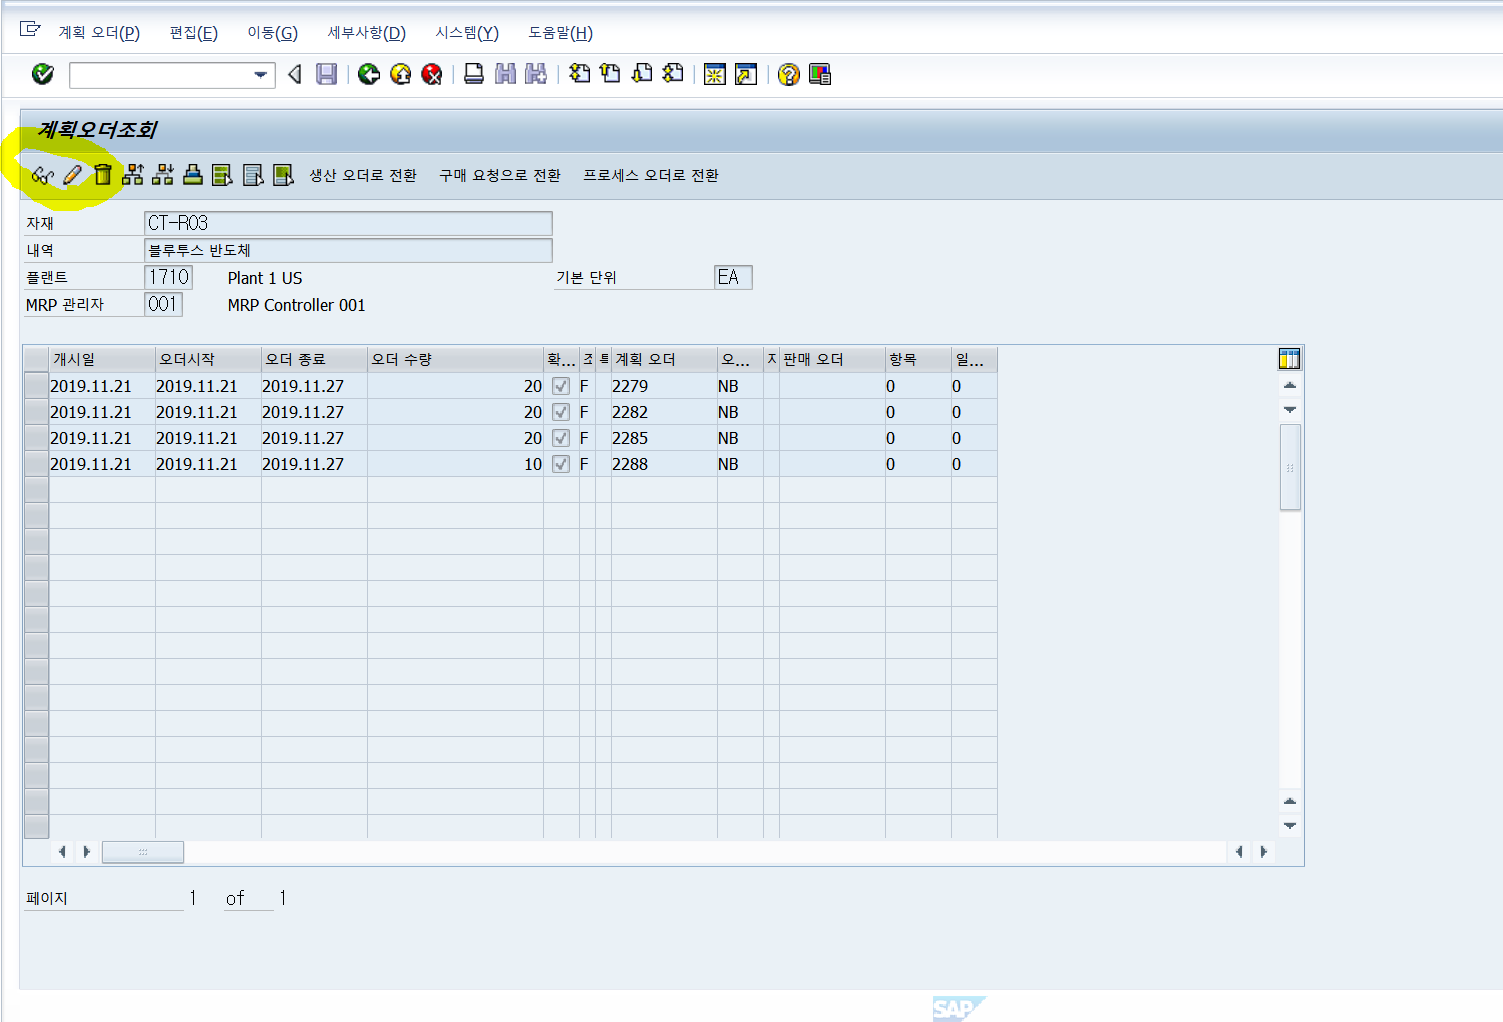 계획 오더(P) 편집(E) 이동(G) 세부사항(D) 시스템(Y) 도움말(H)
계획오더조회
생산 오더로 전환 구매 요청으로 전환 프로세스 오더로 전환
자재 CT-R03
내역 블루투스 반도체
플랜트 1710 Plant 1 US 기본 단위 EA
MRP 관리자 001 MRP Controller 001
개시일 오더시작 오더 종료 오더 수량 확... 조 특 계획 오더 오... 지 판매 오더 항목 일...
2019.11.21 2019.11.21 2019.11.27 20 F 2279 NB 0 0
2019.11.21 2019.11.21 2019.11.27 20 F 2282 NB 0 0
2019.11.21 2019.11.21 2019.11.27 20 F 2285 NB 0 0
2019.11.21 2019.11.21 2019.11.27 10 F 2288 NB 0 0
페이지 1 of 1
SAP